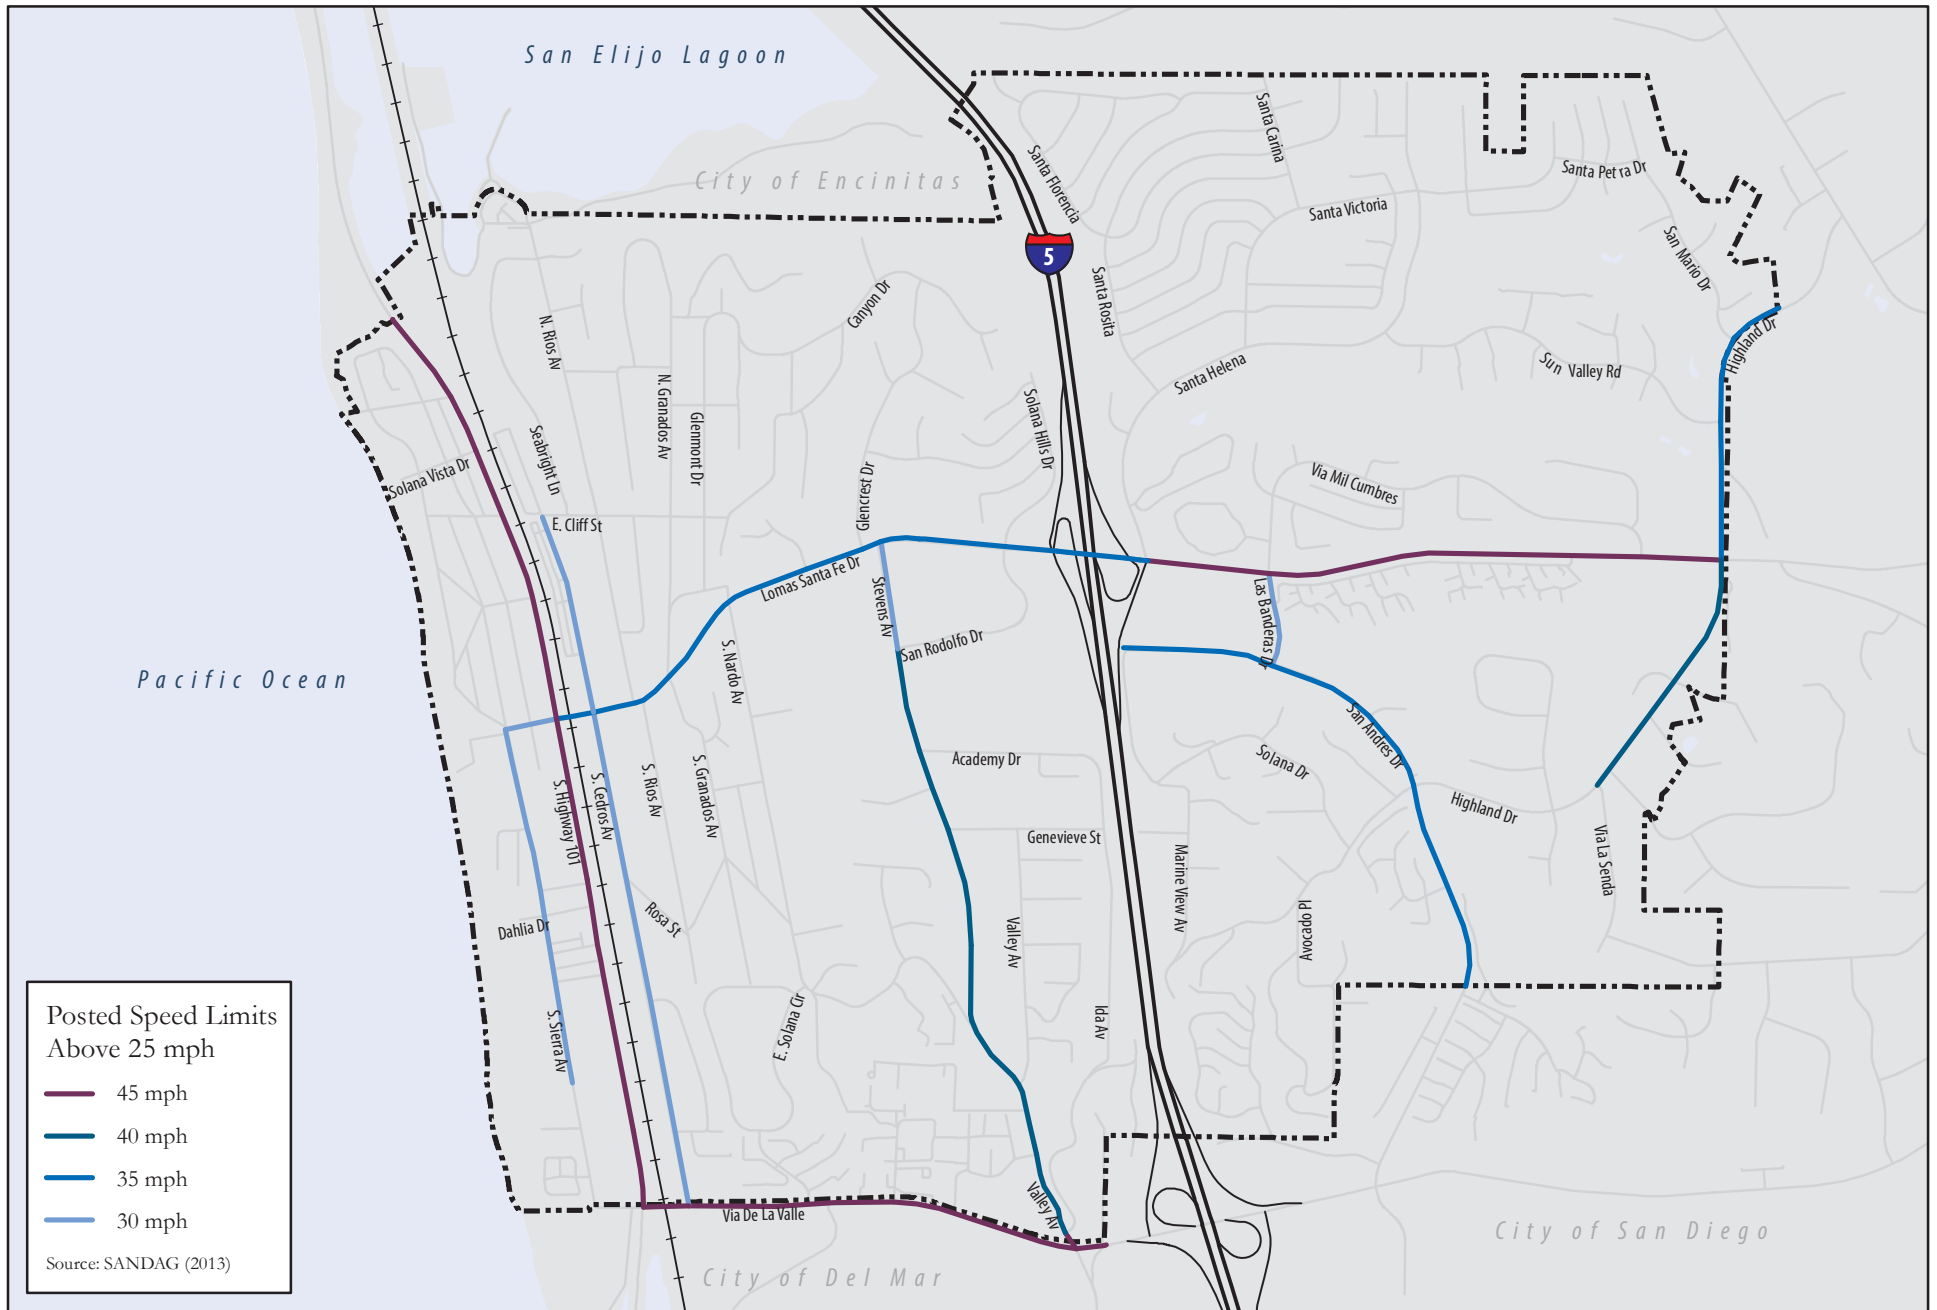 San Elijo Lagoon
City of Encinitas
Santa Florencia
Santa Carina
Santa Petra Dr
Santa Victoria
San Mario Dr
5
Santa Rosita
Canyon Dr
N. Rios Av
Highland Dr
Santa Helena
Sun Valley Rd
N. Granados Av
Glenmont Dr
Solana Hills Dr
Seabright Ln
Solana Vista Dr
Glencrest Dr
Via Mil Cumbres
E. Cliff St
Lomas Santa Fe Dr
Stevens Av
Las Banderas Dr
San Rodolfo Dr
S. Nardo Av
Pacific Ocean
San Andres Dr
Solana Dr
Academy Dr
S. Highway 101
S. Cedros Av
S. Rios Av
S. Granados Av
Highland Dr
Genevieve St
Marine View Av
Via La Senda
Dahlia Dr
Rosa St
Valley Av
Avocado Pl
S. Sierra Av
E. Solana Cir
Ida Av
Valley Av
Via De La Valle
City of San Diego
City of Del Mar
Posted Speed Limits
Above 25 mph
45 mph
40 mph
35 mph
30 mph
Source: SANDAG (2013)